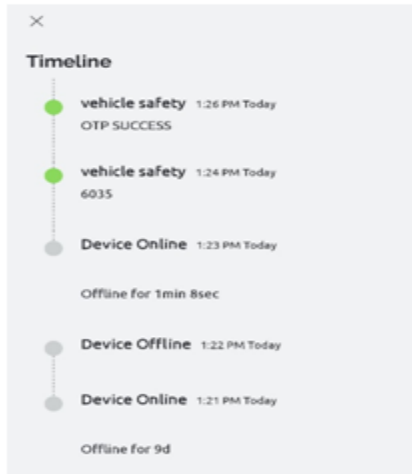 Timeline
vehicle safety 1:26 PM Today
OTP SUCCESS
vehicle safety 1:24 PM Today
6035
Device Online 1:23 PM Today
Offline for 1min 8sec
Device Offline 1:22 PM Today
Device Online 1:21 PM Today
Offline for 9d